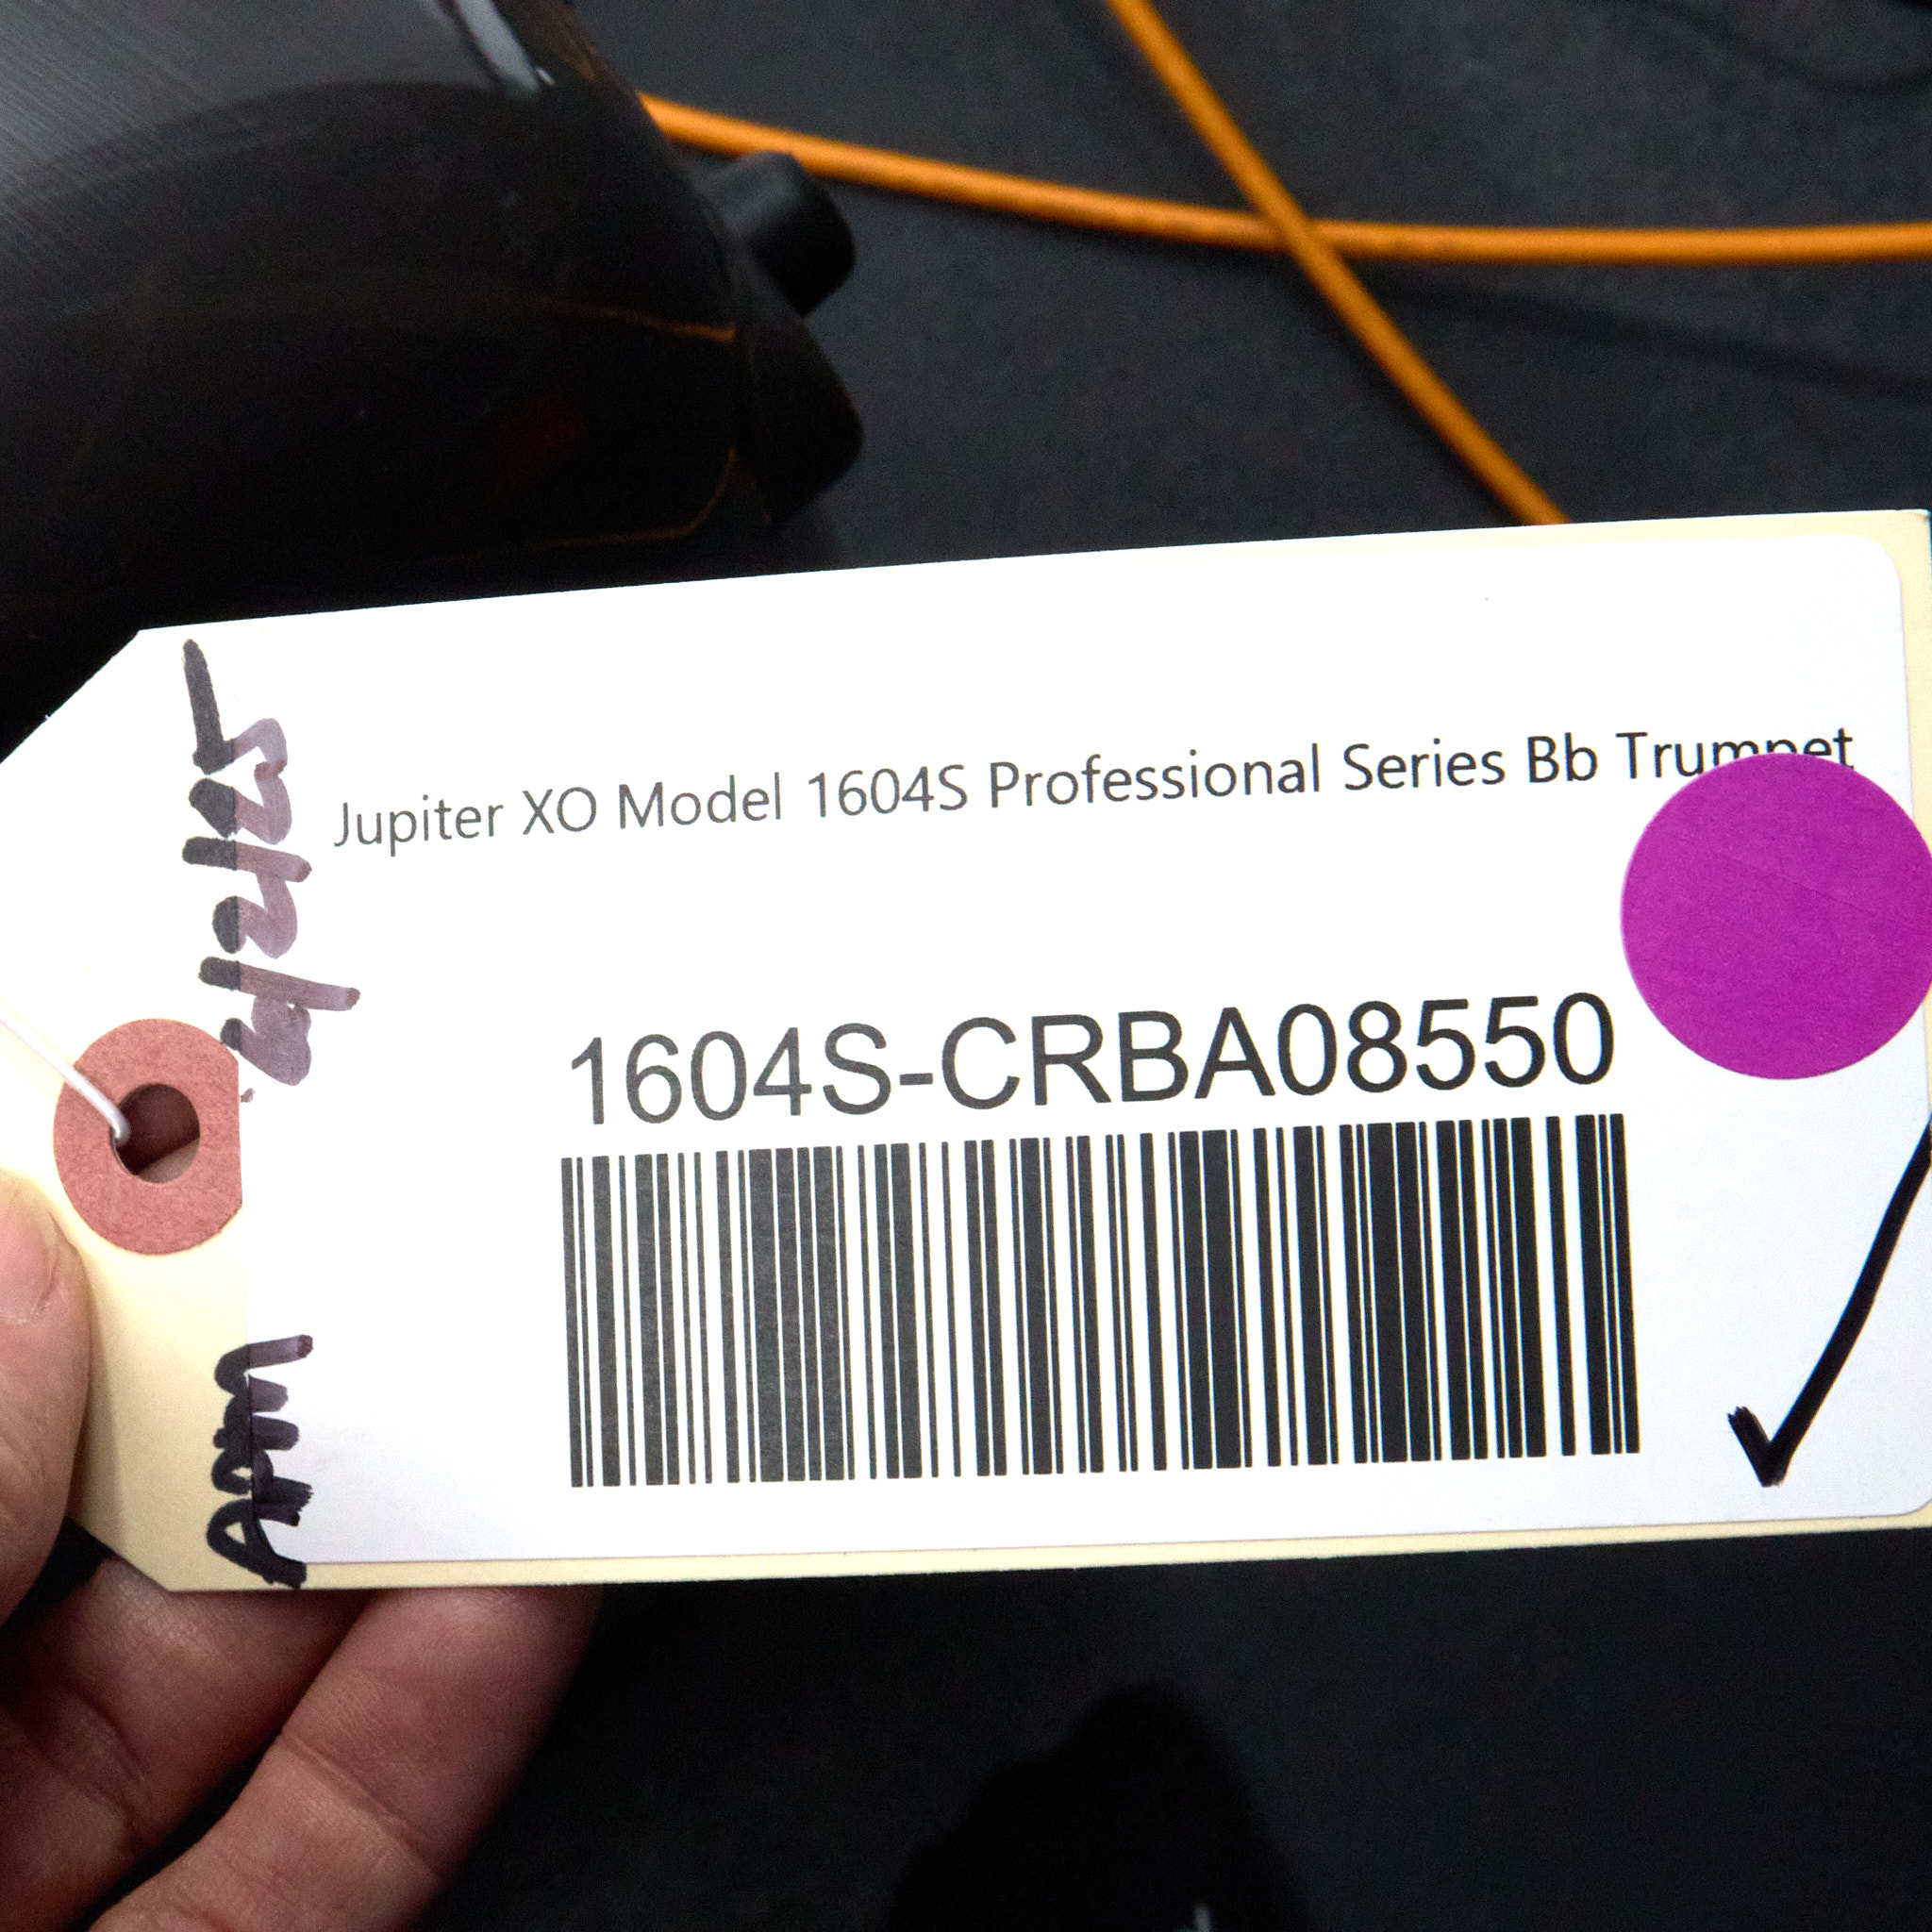 Jupiter XO Model 1604S Professional Series Bb Trumpet
1604S-CRBA08550